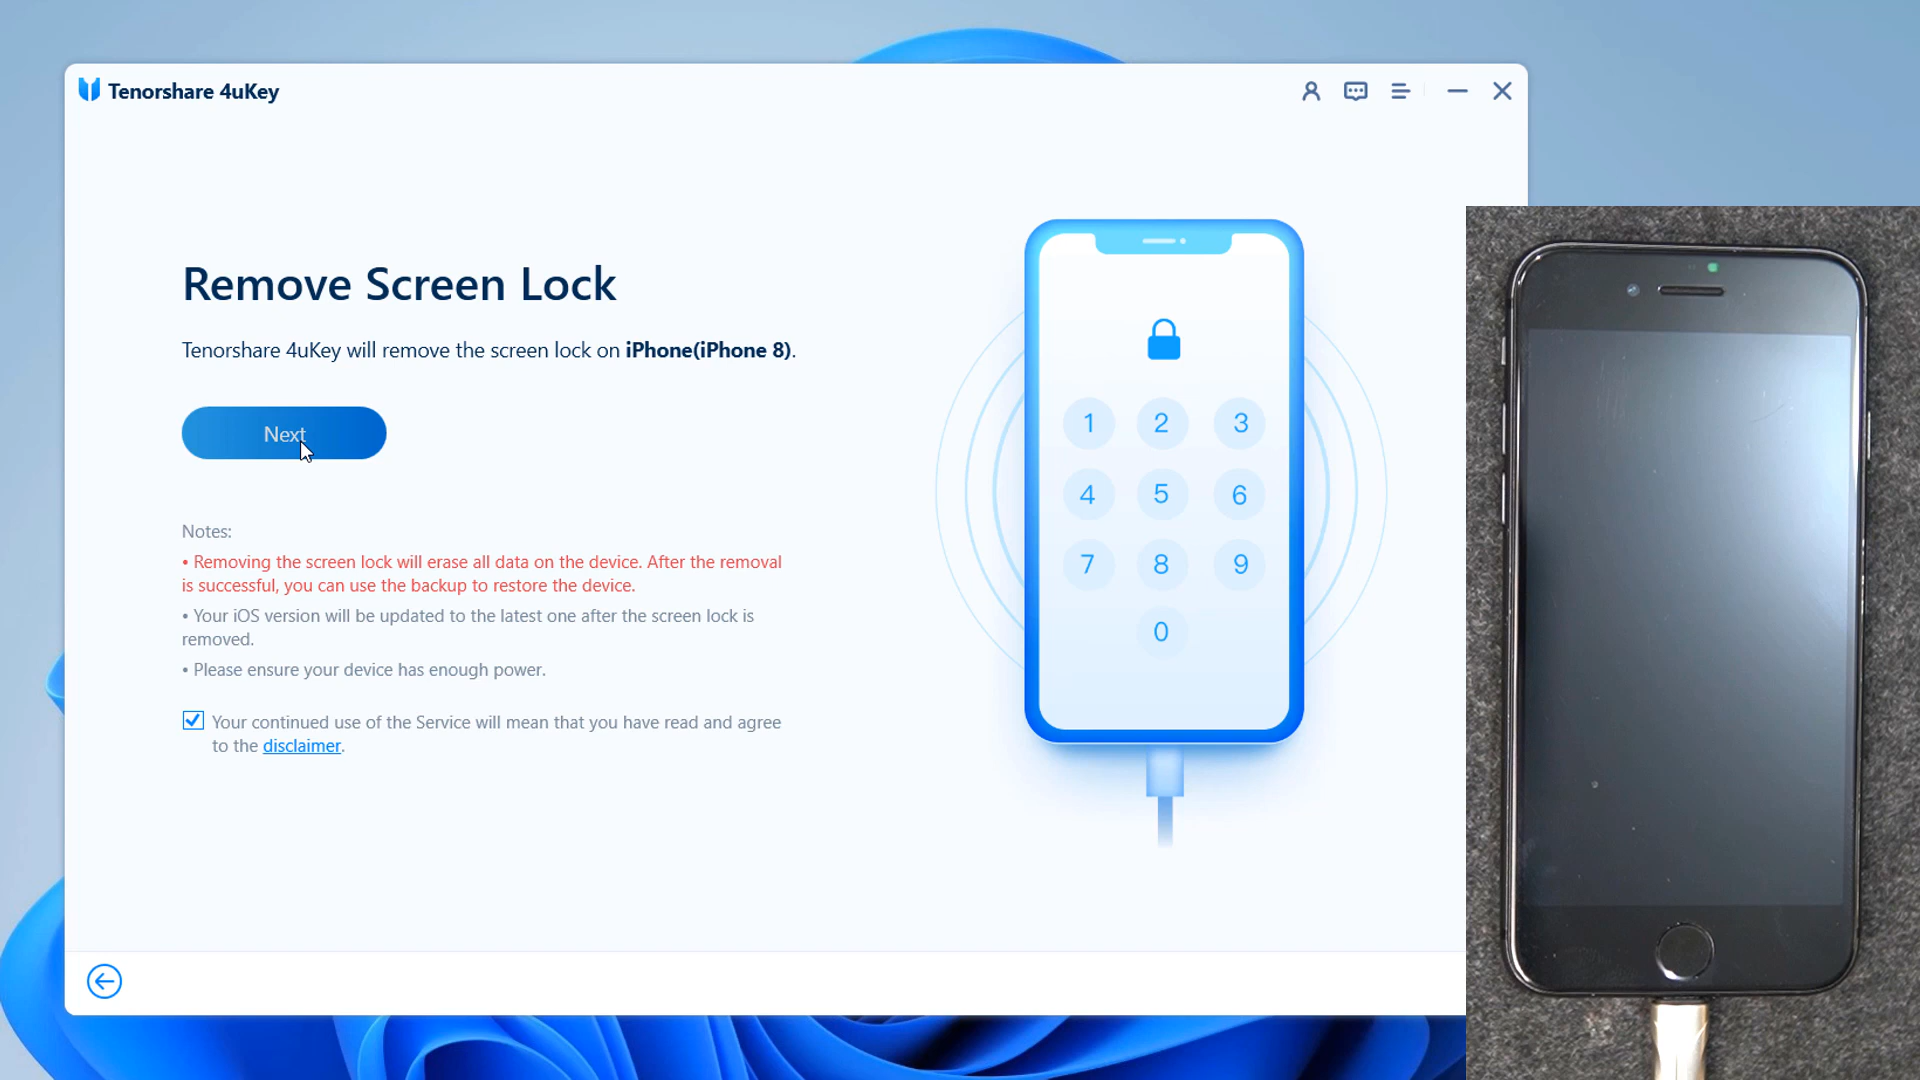 Tenorshare 4uKey
Remove Screen Lock
Tenorshare 4uKey will remove the screen lock on iPhone(iPhone 8).
Next
Notes:
• Removing the screen lock will erase all data on the device. After the removal
is successful, you can use the backup to restore the device.
• Your iOS version will be updated to the latest one after the screen lock is
removed.
• Please ensure your device has enough power.
Your continued use of the Service will mean that you have read and agree
to the disclaimer.
1 2 3
4 5 6
7 8 9
0